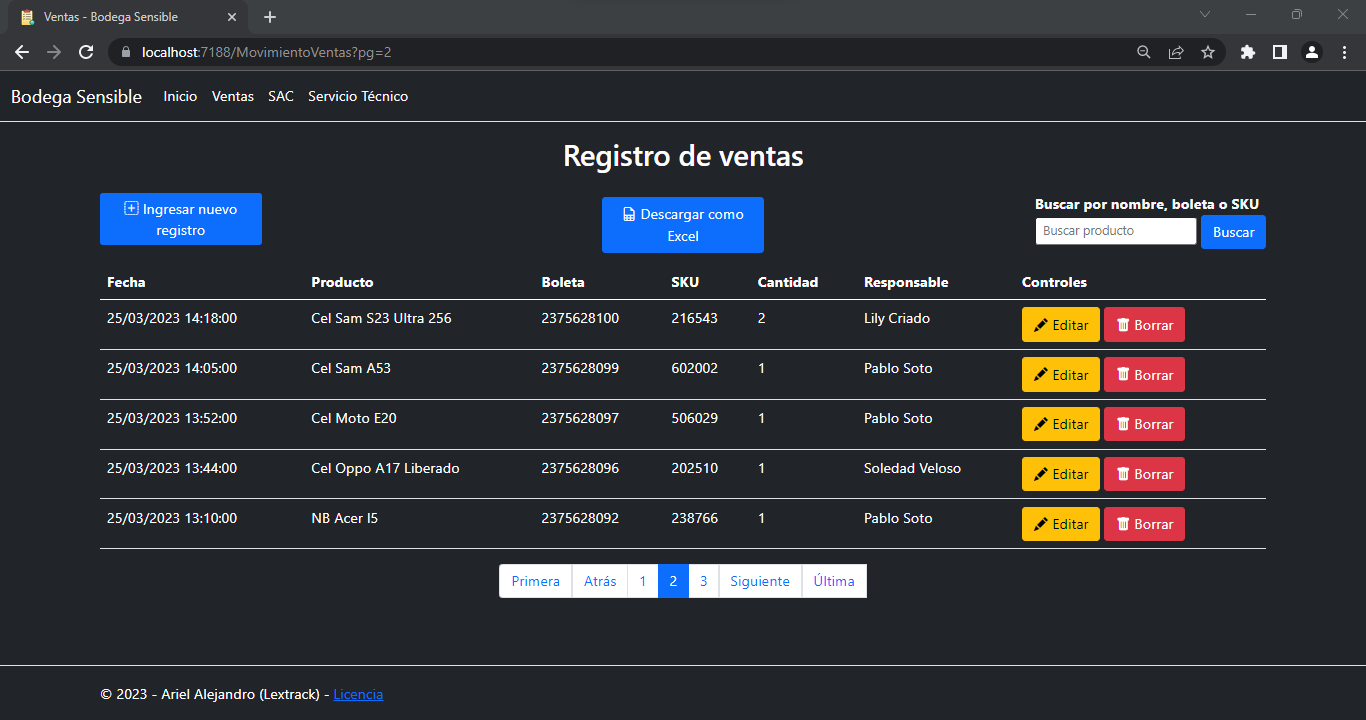 Ventas - Bodega Sensible
localhost:7188/MovimientoVentas?pg=2
Bodega Sensible Inicio Ventas SAC Servicio Técnico
Registro de ventas
Ingresar nuevo
registro
Descargar como
Excel
Buscar por nombre, boleta o SKU
Buscar producto Buscar
Fecha Producto Boleta SKU Cantidad Responsable Controles
25/03/2023 14:18:00 Cel Sam S23 Ultra 256 2375628100 216543 2 Lily Criado Editar Borrar
25/03/2023 14:05:00 Cel Sam A53 2375628099 602002 1 Pablo Soto Editar Borrar
25/03/2023 13:52:00 Cel Moto E20 2375628097 506029 1 Pablo Soto Editar Borrar
25/03/2023 13:44:00 Cel Oppo A17 Liberado 2375628096 202510 1 Soledad Veloso Editar Borrar
25/03/2023 13:10:00 NB Acer I5 2375628092 238766 1 Pablo Soto Editar Borrar
Primera Atrás 1 2 3 Siguiente Última
© 2023 - Ariel Alejandro (Lextrack) - Licencia